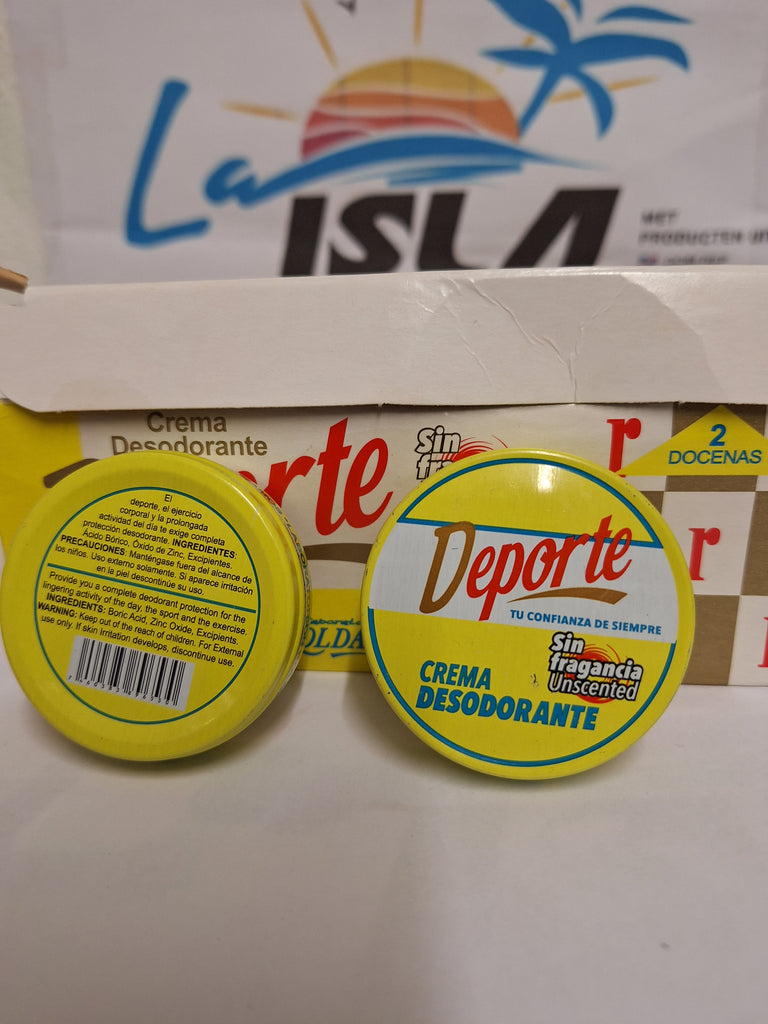 La
ISLA
MET
PRODUCTEN UI
Crema
Desodorante
orte
Sin
r
2
DOCENAS
r
El
deporte, el ejercicio
corporal y la prolongada
actividad del día te exige completa
protección desodorante. INGREDIENTES:
Ácido Bórico, Óxido de Zinc, Excipientes.
PRECAUCIONES: Manténgase fuera del alcance de
los niños. Uso externo solamente. Si aparece irritación
en la piel descontinúe su uso.
Provide you a complete deodorant protection for the
lingering activity of the day, the sport and the exercise.
INGREDIENTS: Boric Acid, Zinc Oxide, Excipients.
WARNING: Keep out of the reach of children. For External
use only. If skin Irritation develops, discontinue use.
OLDA
Deporte
TU CONFIANZA DE SIEMPRE
Sin
fragancia
Unscented
CREMA
DESODORANTE